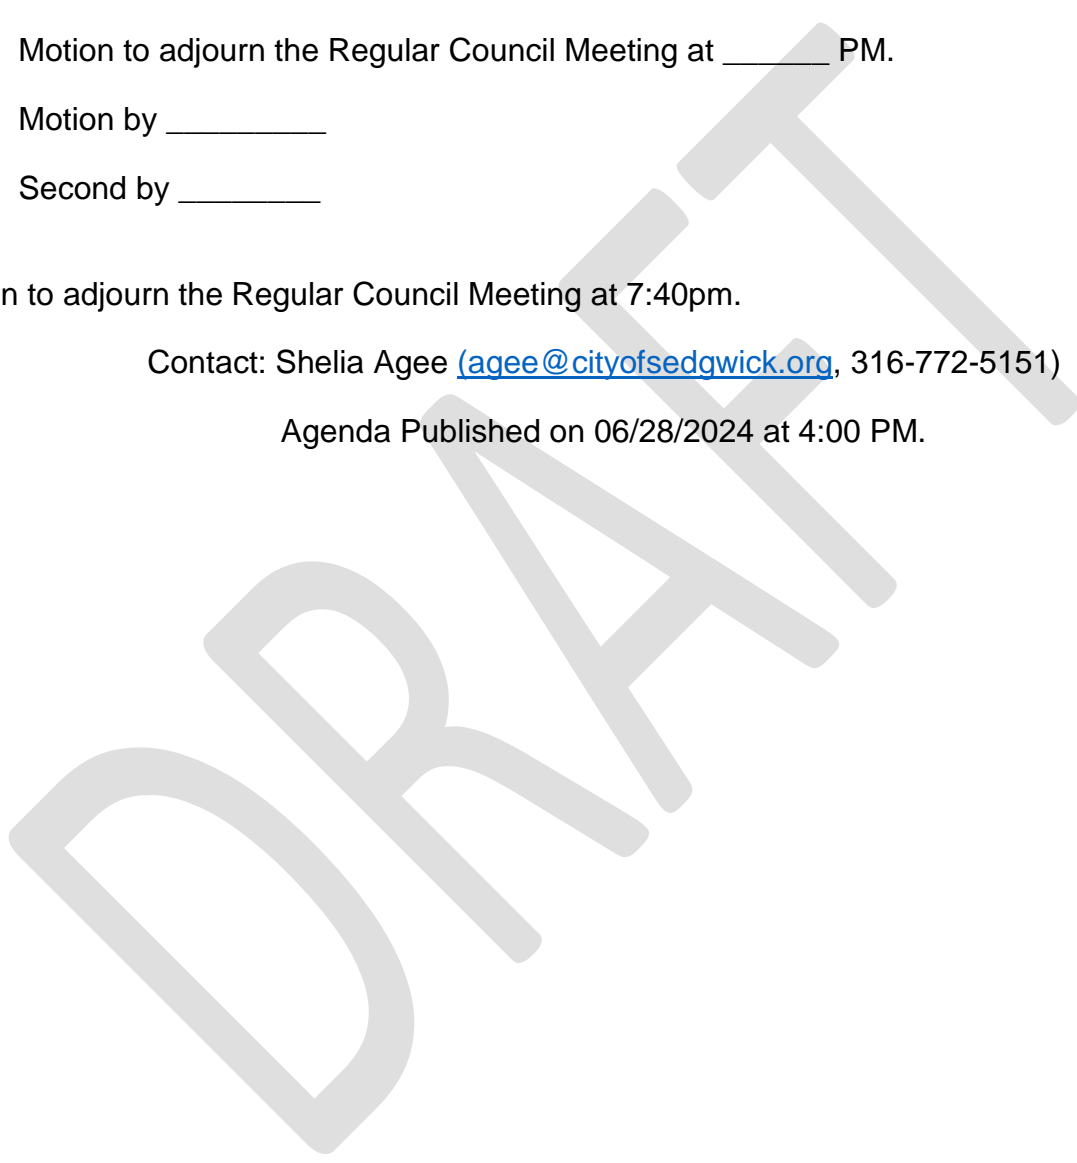 Motion to adjourn the Regular Council Meeting at ______ PM.
Motion by _________
Second by ________
n to adjourn the Regular Council Meeting at 7:40pm.
Contact: Shelia Agee (agee@cityofsedgwick.org, 316-772-5151)
Agenda Published on 06/28/2024 at 4:00 PM.
DRAFT